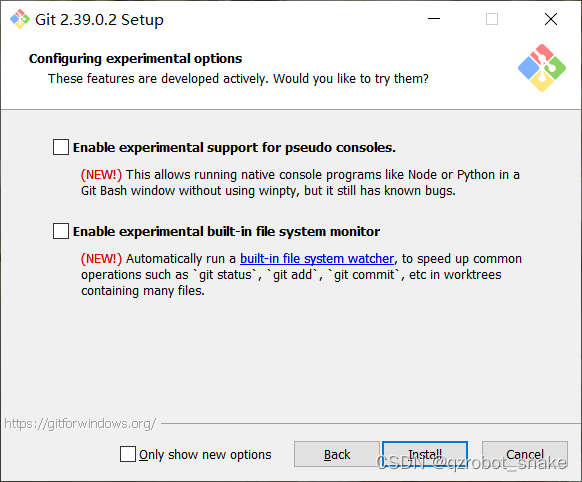 Git 2.39.0.2 Setup
Configuring experimental options
These features are developed actively. Would you like to try them?
Enable experimental support for pseudo consoles.
(NEW!) This allows running native console programs like Node or Python in a
Git Bash window without using winpty, but it still has known bugs.
Enable experimental built-in file system monitor
(NEW!) Automatically run a built-in file system watcher, to speed up common
operations such as `git status`, `git add`, `git commit`, etc in worktrees
containing many files.
https://gitforwindows.org/
Only show new options
Back
Install
Cancel
CSDN @qzrobot_snake